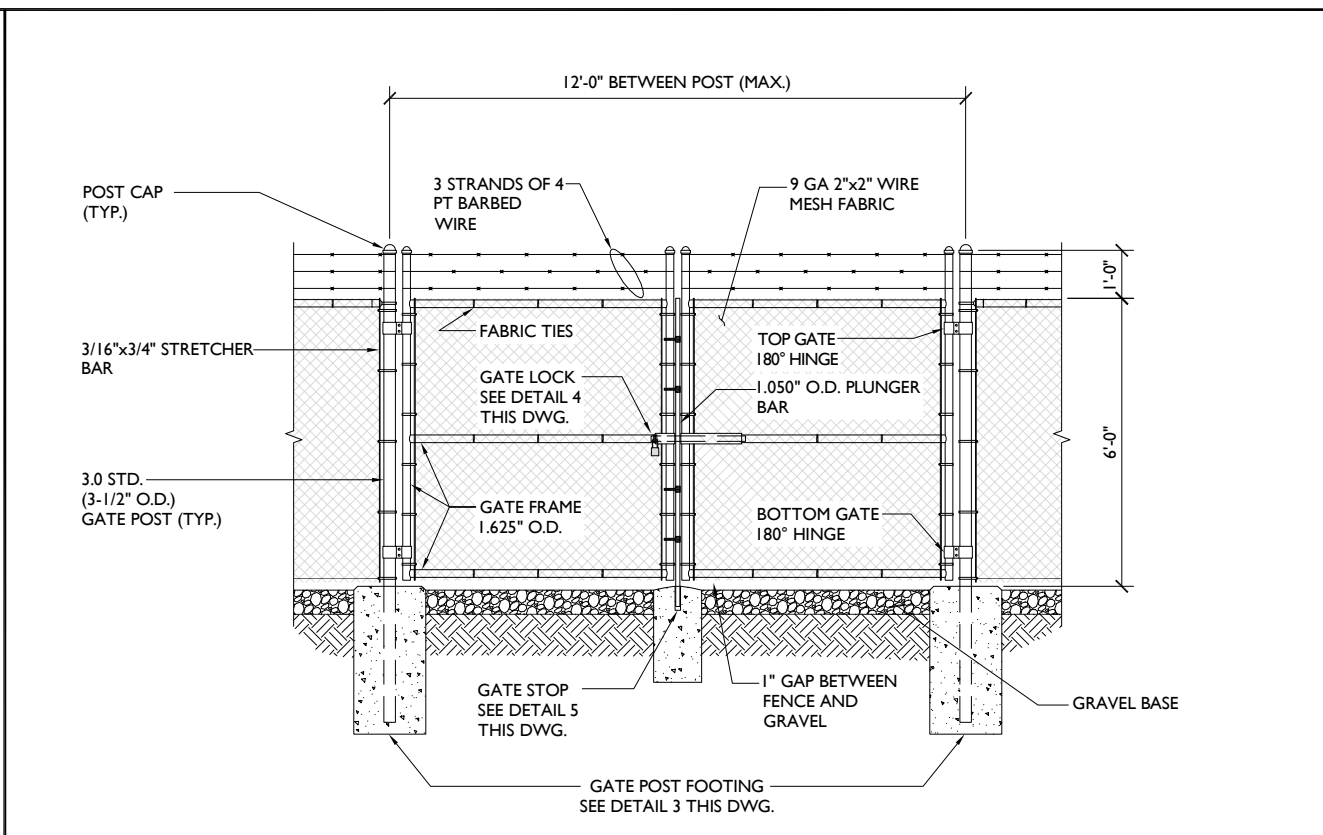 12'-0" BETWEEN POST (MAX.)
POST CAP
(TYP.)
3 STRANDS OF 4
PT BARBED
WIRE
9 GA 2"x2" WIRE
MESH FABRIC
1'-0"
FABRIC TIES
TOP GATE
180° HINGE
3/16"x3/4" STRETCHER
BAR
GATE LOCK
SEE DETAIL 4
THIS DWG.
1.050" O.D. PLUNGER
BAR
6'-0"
3.0 STD.
(3-1/2" O.D.)
GATE POST (TYP.)
GATE FRAME
1.625" O.D.
BOTTOM GATE
180° HINGE
GATE STOP
SEE DETAIL 5
THIS DWG.
1" GAP BETWEEN
FENCE AND
GRAVEL
GRAVEL BASE
GATE POST FOOTING
SEE DETAIL 3 THIS DWG.